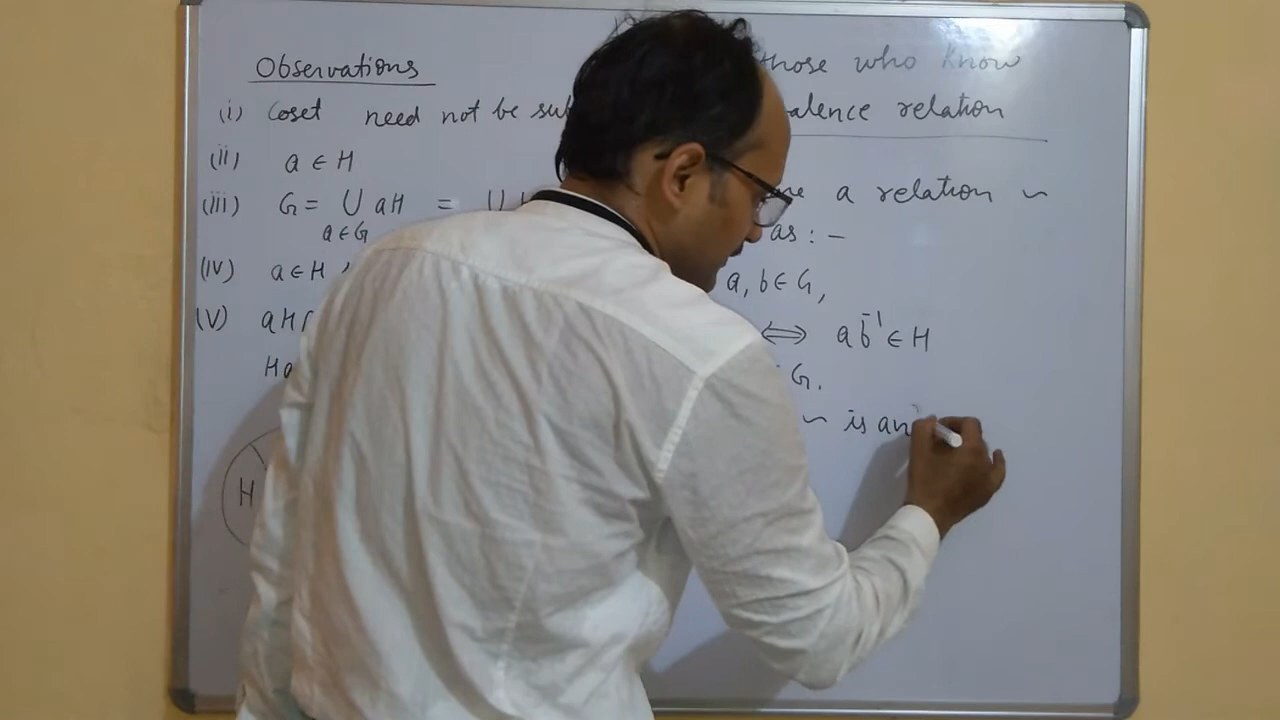 Observations
(i) Coset need not be sub
(ii) a ∈ H
(iii) G = ∪ aH = ∪
a∈G
(iv) a ∈ H
(v) aH
Ha
H
those who know
alence relation
a relation ~
as : -
a, b ∈ G,
⟺ ab⁻¹ ∈ H
G.
~ is an